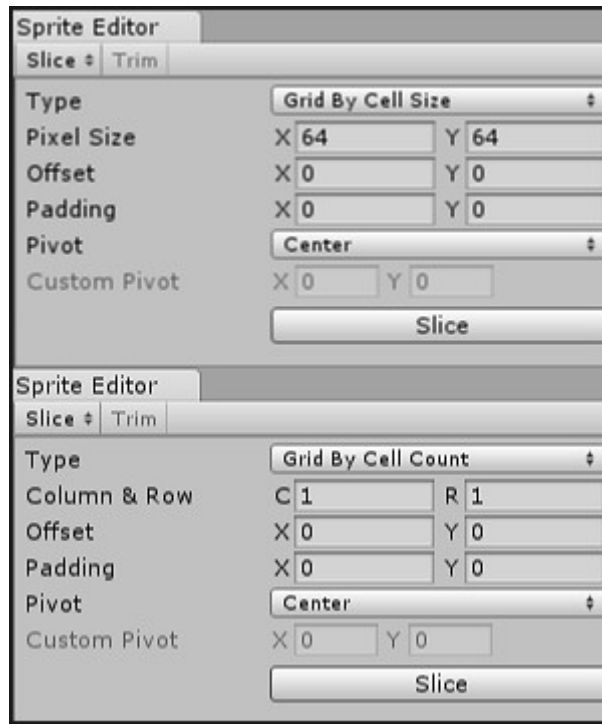 Sprite Editor
Slice Trim
Type Grid By Cell Size
Pixel Size X 64 Y 64
Offset X 0 Y 0
Padding X 0 Y 0
Pivot Center
Custom Pivot X 0 Y 0
Slice
Sprite Editor
Slice Trim
Type Grid By Cell Count
Column & Row C 1 R 1
Offset X 0 Y 0
Padding X 0 Y 0
Pivot Center
Custom Pivot X 0 Y 0
Slice